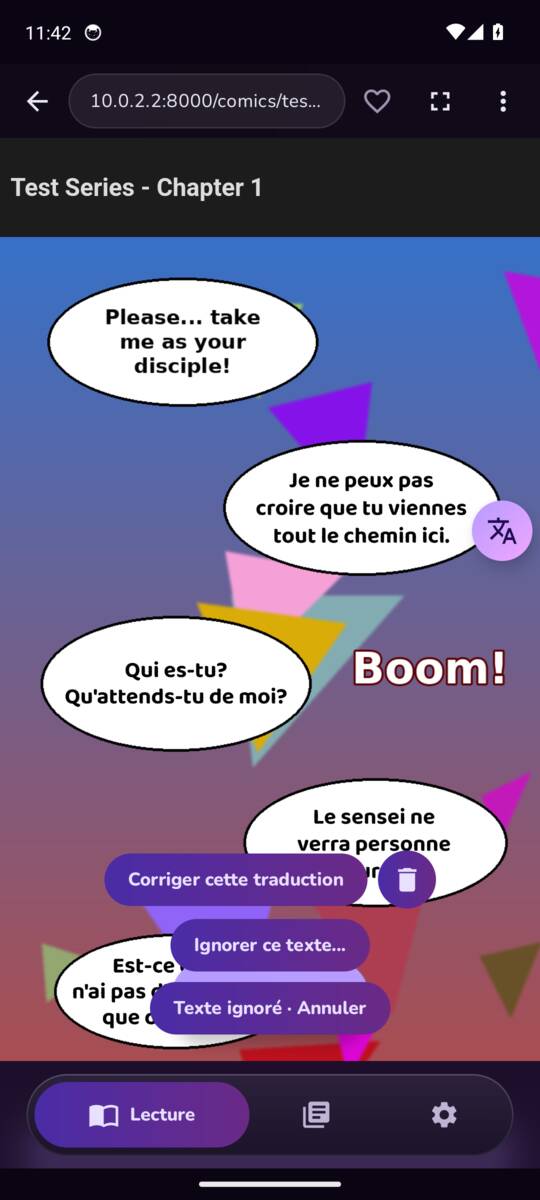 11:42
10.0.2.2:8000/comics/tes...
Test Series - Chapter 1
Please... take
me as your
disciple!
Je ne peux pas
croire que tu viennes
tout le chemin ici.
Qui es-tu?
Qu'attends-tu de moi?
Boom!
Le sensei ne
verra personne
Corriger cette traduction
Ignorer ce texte...
Est-ce
n'ai pas
que
Texte ignoré · Annuler
Lecture